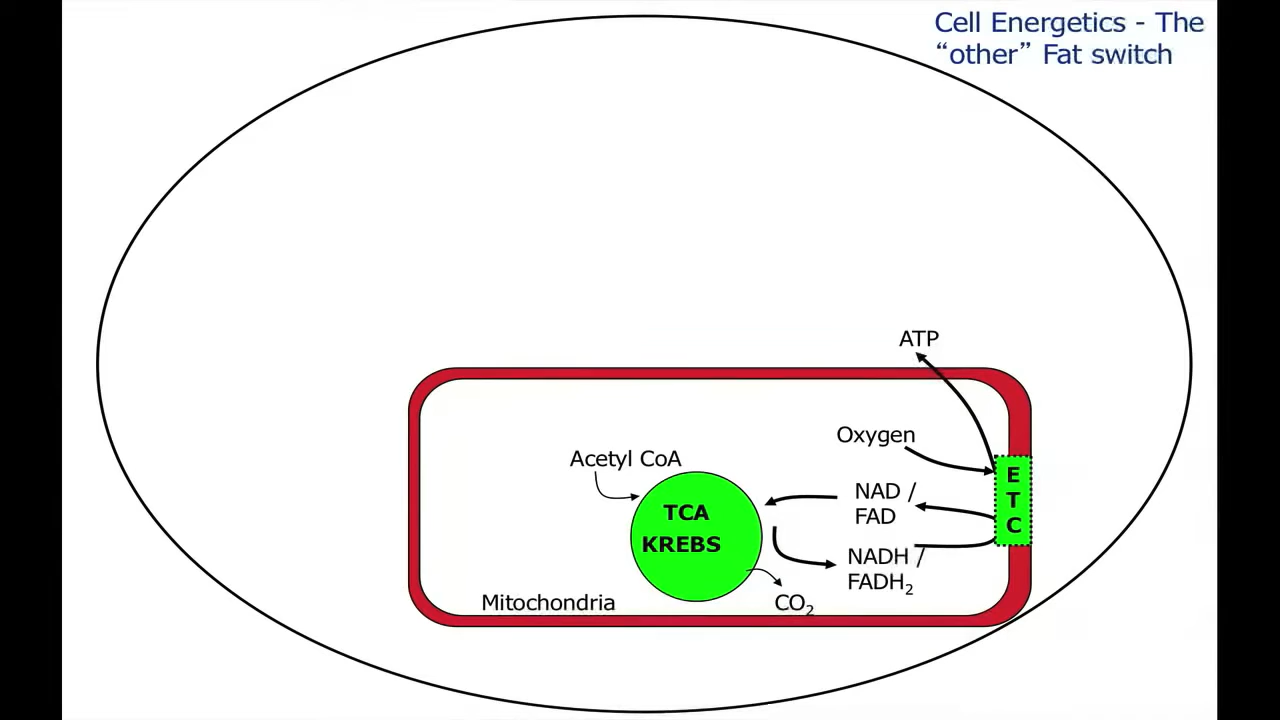 Cell Energetics - The
“other” Fat switch
ATP
Oxygen
Acetyl CoA
E
T
C
NAD /
FAD
TCA
KREBS
NADH /
FADH₂
Mitochondria
CO₂